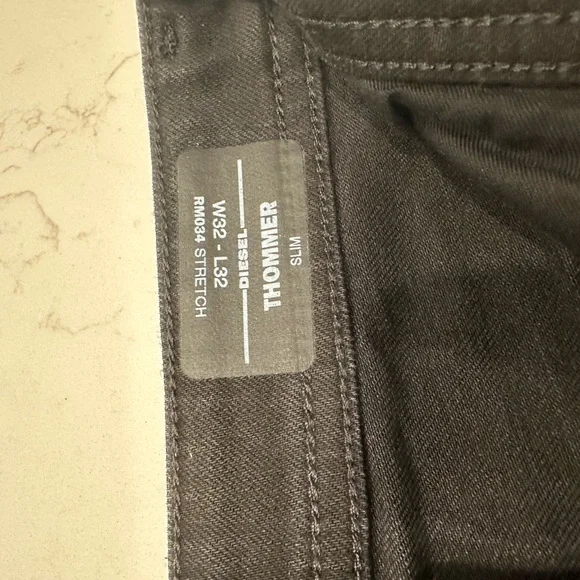 SLIM
THOMMER
DIESEL
W32 - L32
RM034 STRETCH